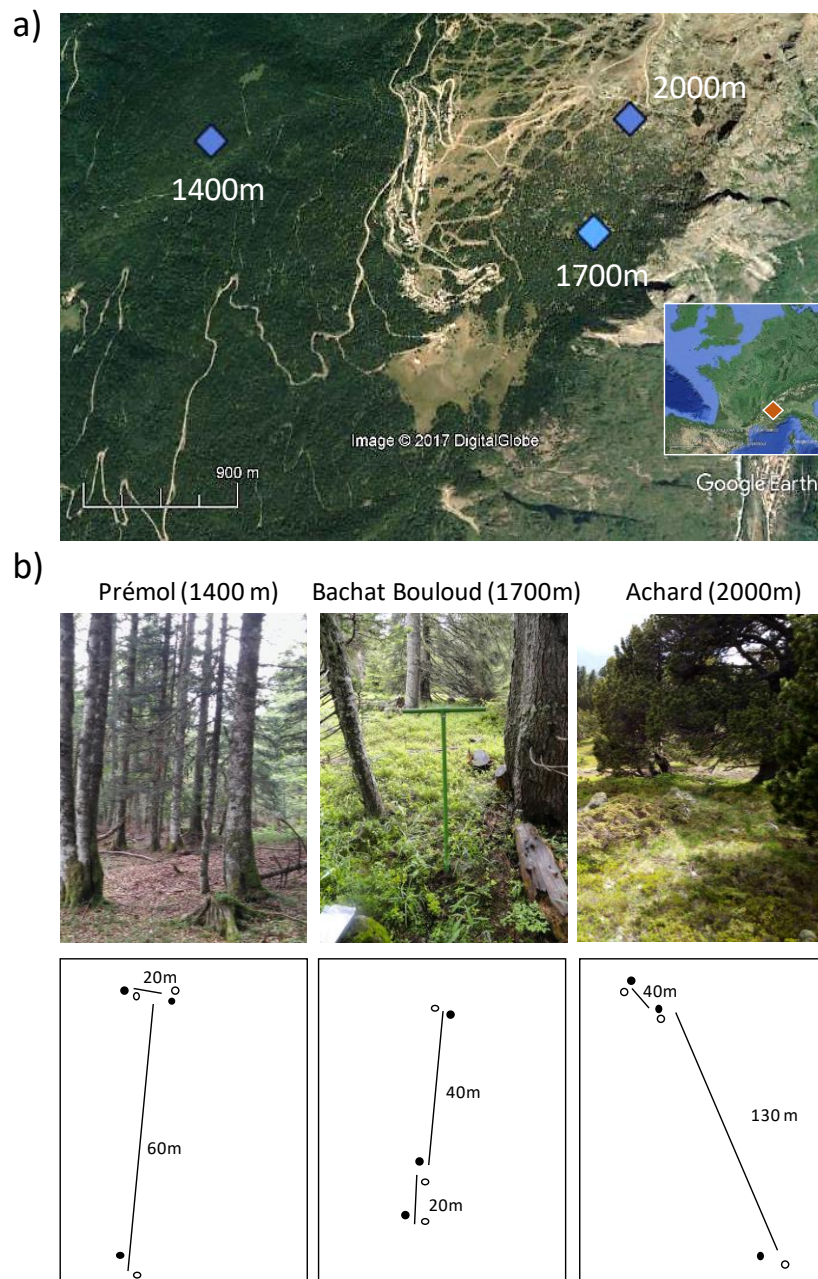 a)
2000m
1400m
1700m
Image © 2017 DigitalGlobe
900 m
Google Earth
b)
Prémol (1400 m)
Bachat Bouloud (1700m)
Achard (2000m)
20m
60m
40m
20m
40m
130 m